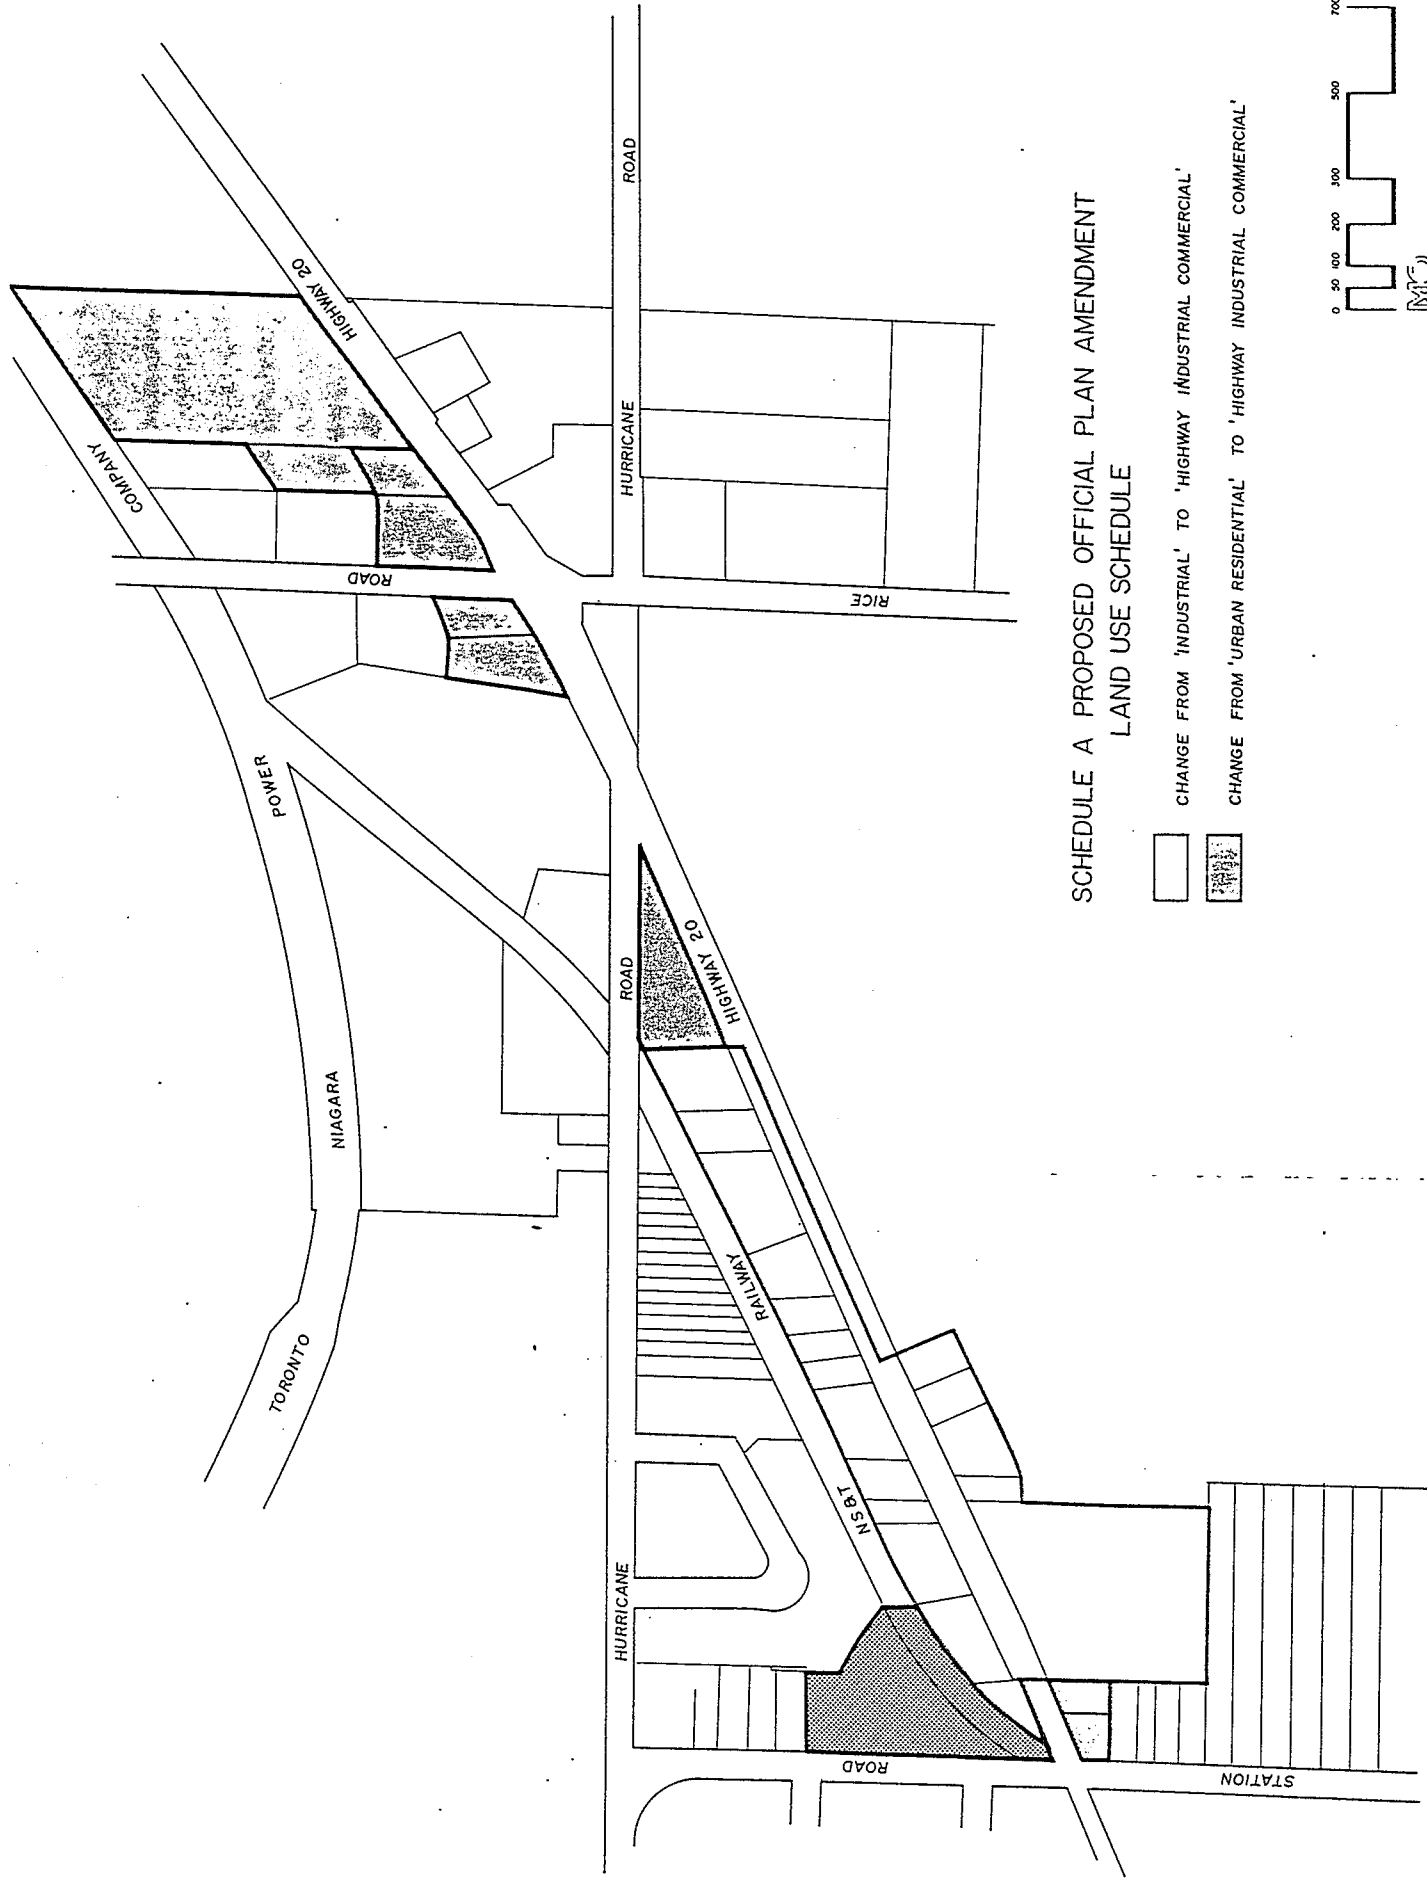 COMPANY
HIGHWAY 20
ROAD
HURRICANE
ROAD
RICE
POWER
ROAD
HIGHWAY 20
NIAGARA
TORONTO
RAILWAY
NS&T
HURRICANE
ROAD
STATION
SCHEDULE A PROPOSED OFFICIAL PLAN AMENDMENT
LAND USE SCHEDULE
CHANGE FROM 'INDUSTRIAL' TO 'HIGHWAY INDUSTRIAL COMMERCIAL'
CHANGE FROM 'URBAN RESIDENTIAL' TO 'HIGHWAY INDUSTRIAL COMMERCIAL'
0 50 100 200 300 500 700